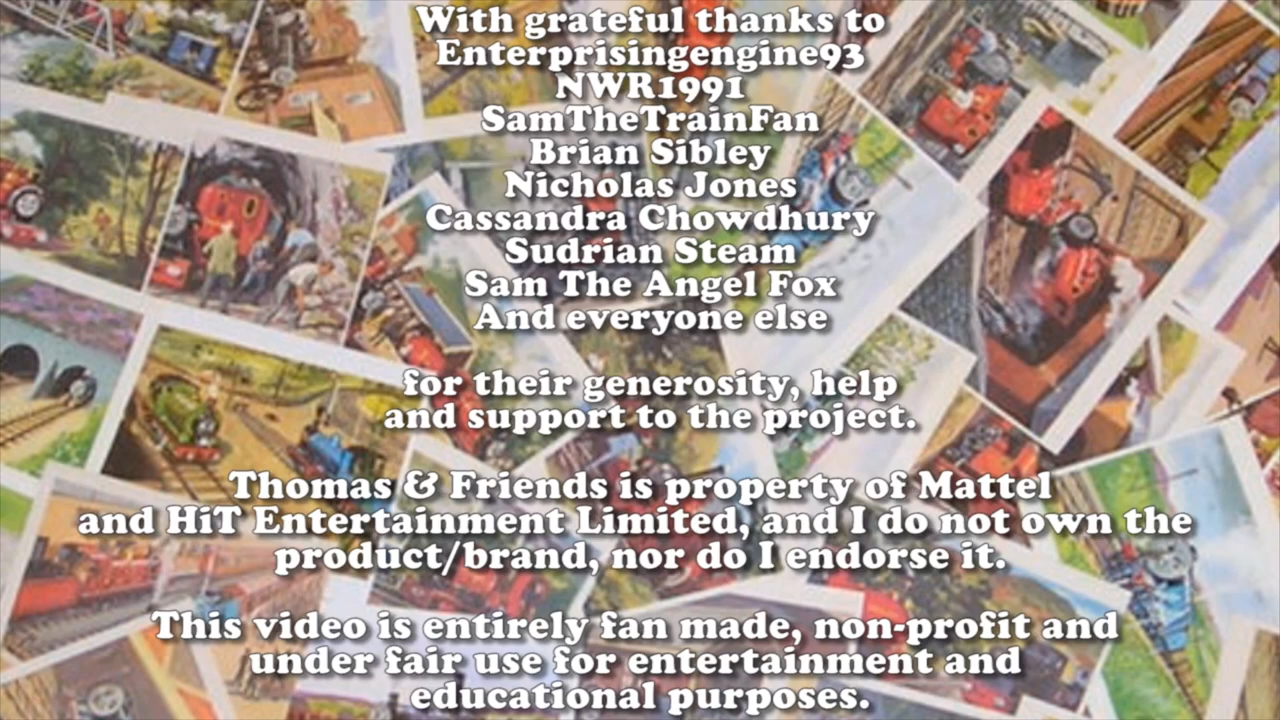 With grateful thanks to
Enterprisingengine93
NWR1991
SamTheTrainFan
Brian Sibley
Nicholas Jones
Cassandra Chowdhury
Sudrian Steam
Sam The Angel Fox
And everyone else
for their generosity, help
and support to the project.
Thomas & Friends is property of Mattel
and HiT Entertainment Limited, and I do not own the
product/brand, nor do I endorse it.
This video is entirely fan made, non-profit and
under fair use for entertainment and
educational purposes.